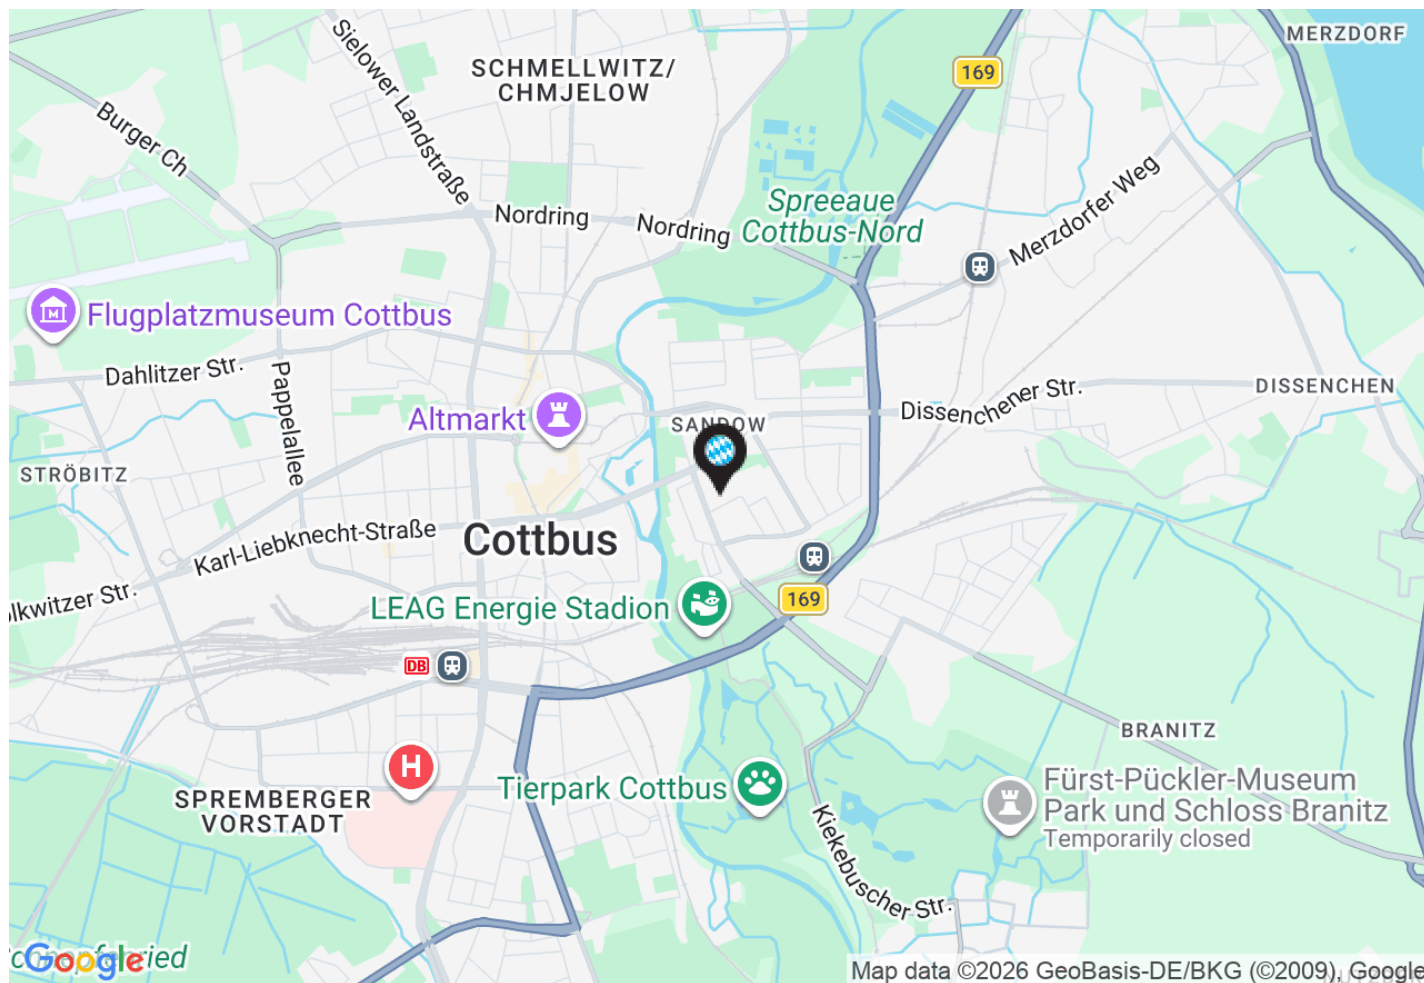 MERZDORF
Sielower Landstraße
SCHMELLWITZ/
CHMJELOW
169
Burger Ch
Merzdorfer Weg
Spreeaue
Cottbus-Nord
Nordring
Nordring
Flugplatzmuseum Cottbus
Dahlitzer Str.
Pappelallee
Altmarkt
SANDOW
Dissenchener Str.
DISSENCHEN
STRÖBITZ
Karl-Liebknecht-Straße
Cottbus
olkwitzer Str.
LEAG Energie Stadion
169
DB
BRANITZ
H
SPREMBERGER
VORSTADT
Tierpark Cottbus
Fürst-Pückler-Museum
Park und Schloss Branitz
Temporarily closed
Kiekebuscher Str.
Google
Map data ©2026 GeoBasis-DE/BKG (©2009), Google